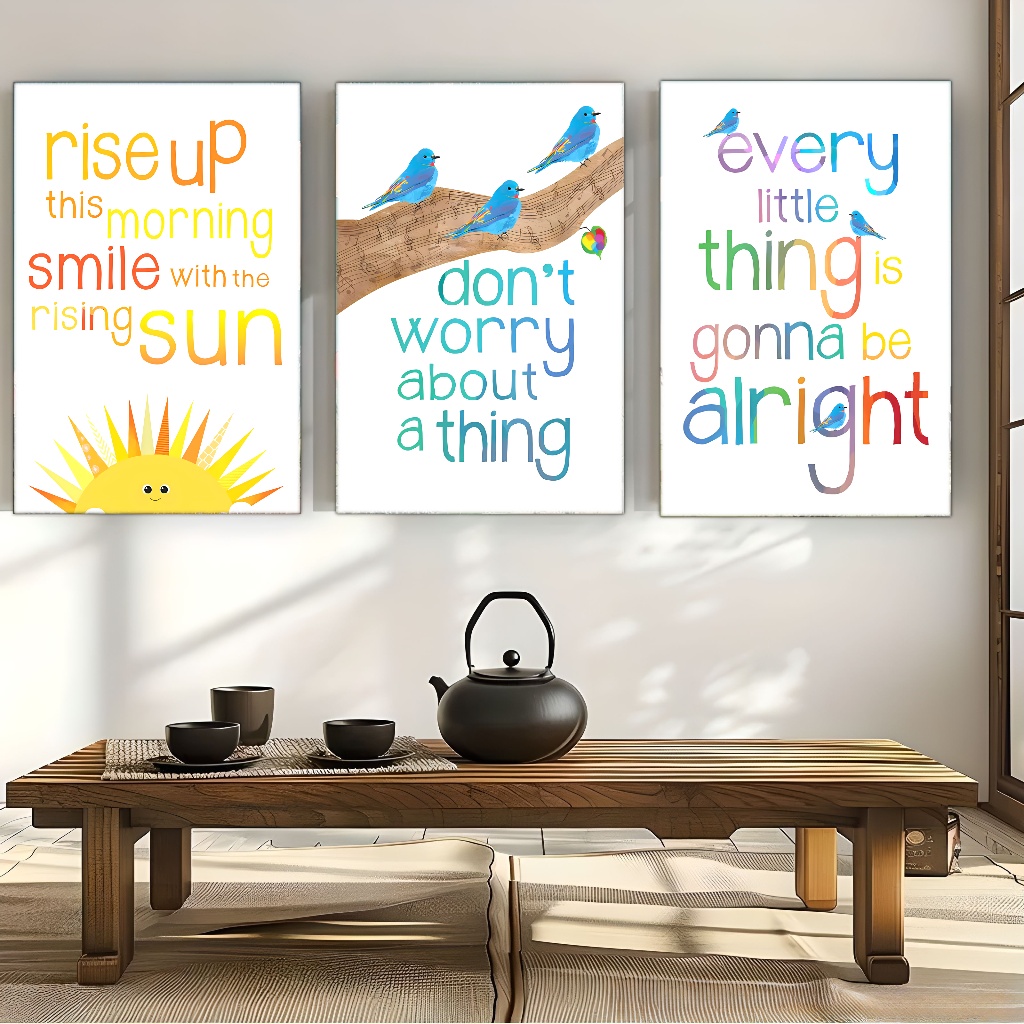 rise up
this morning
smile with the
rising sun
don't
worry
about
a thing
every
little
thing is
gonna be
alright